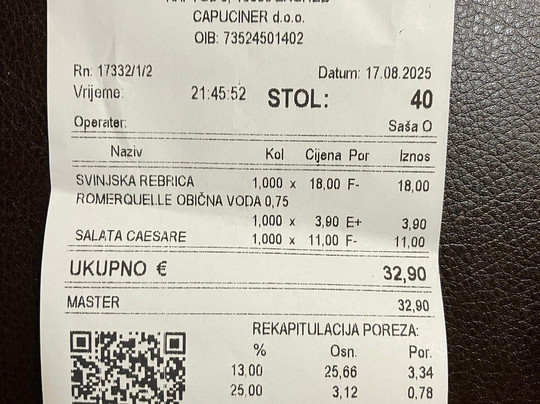 CAPUCINER d.o.o.
OIB: 73524501402
Rn: 17332/1/2 Datum: 17.08.2025
Vrijeme: 21:45:52 STOL: 40
Operater: Saša O
Naziv Kol Cijena Por Iznos
SVINJSKA REBRICA 1,000 x 18,00 F- 18,00
ROMERQUELLE OBIČNA VODA 0,75
1,000 x 3,90 E+ 3,90
SALATA CAESARE 1,000 x 11,00 F- 11,00
UKUPNO € 32,90
MASTER 32,90
REKAPITULACIJA POREZA:
% Osn. Por.
13,00 25,66 3,34
25,00 3,12 0,78